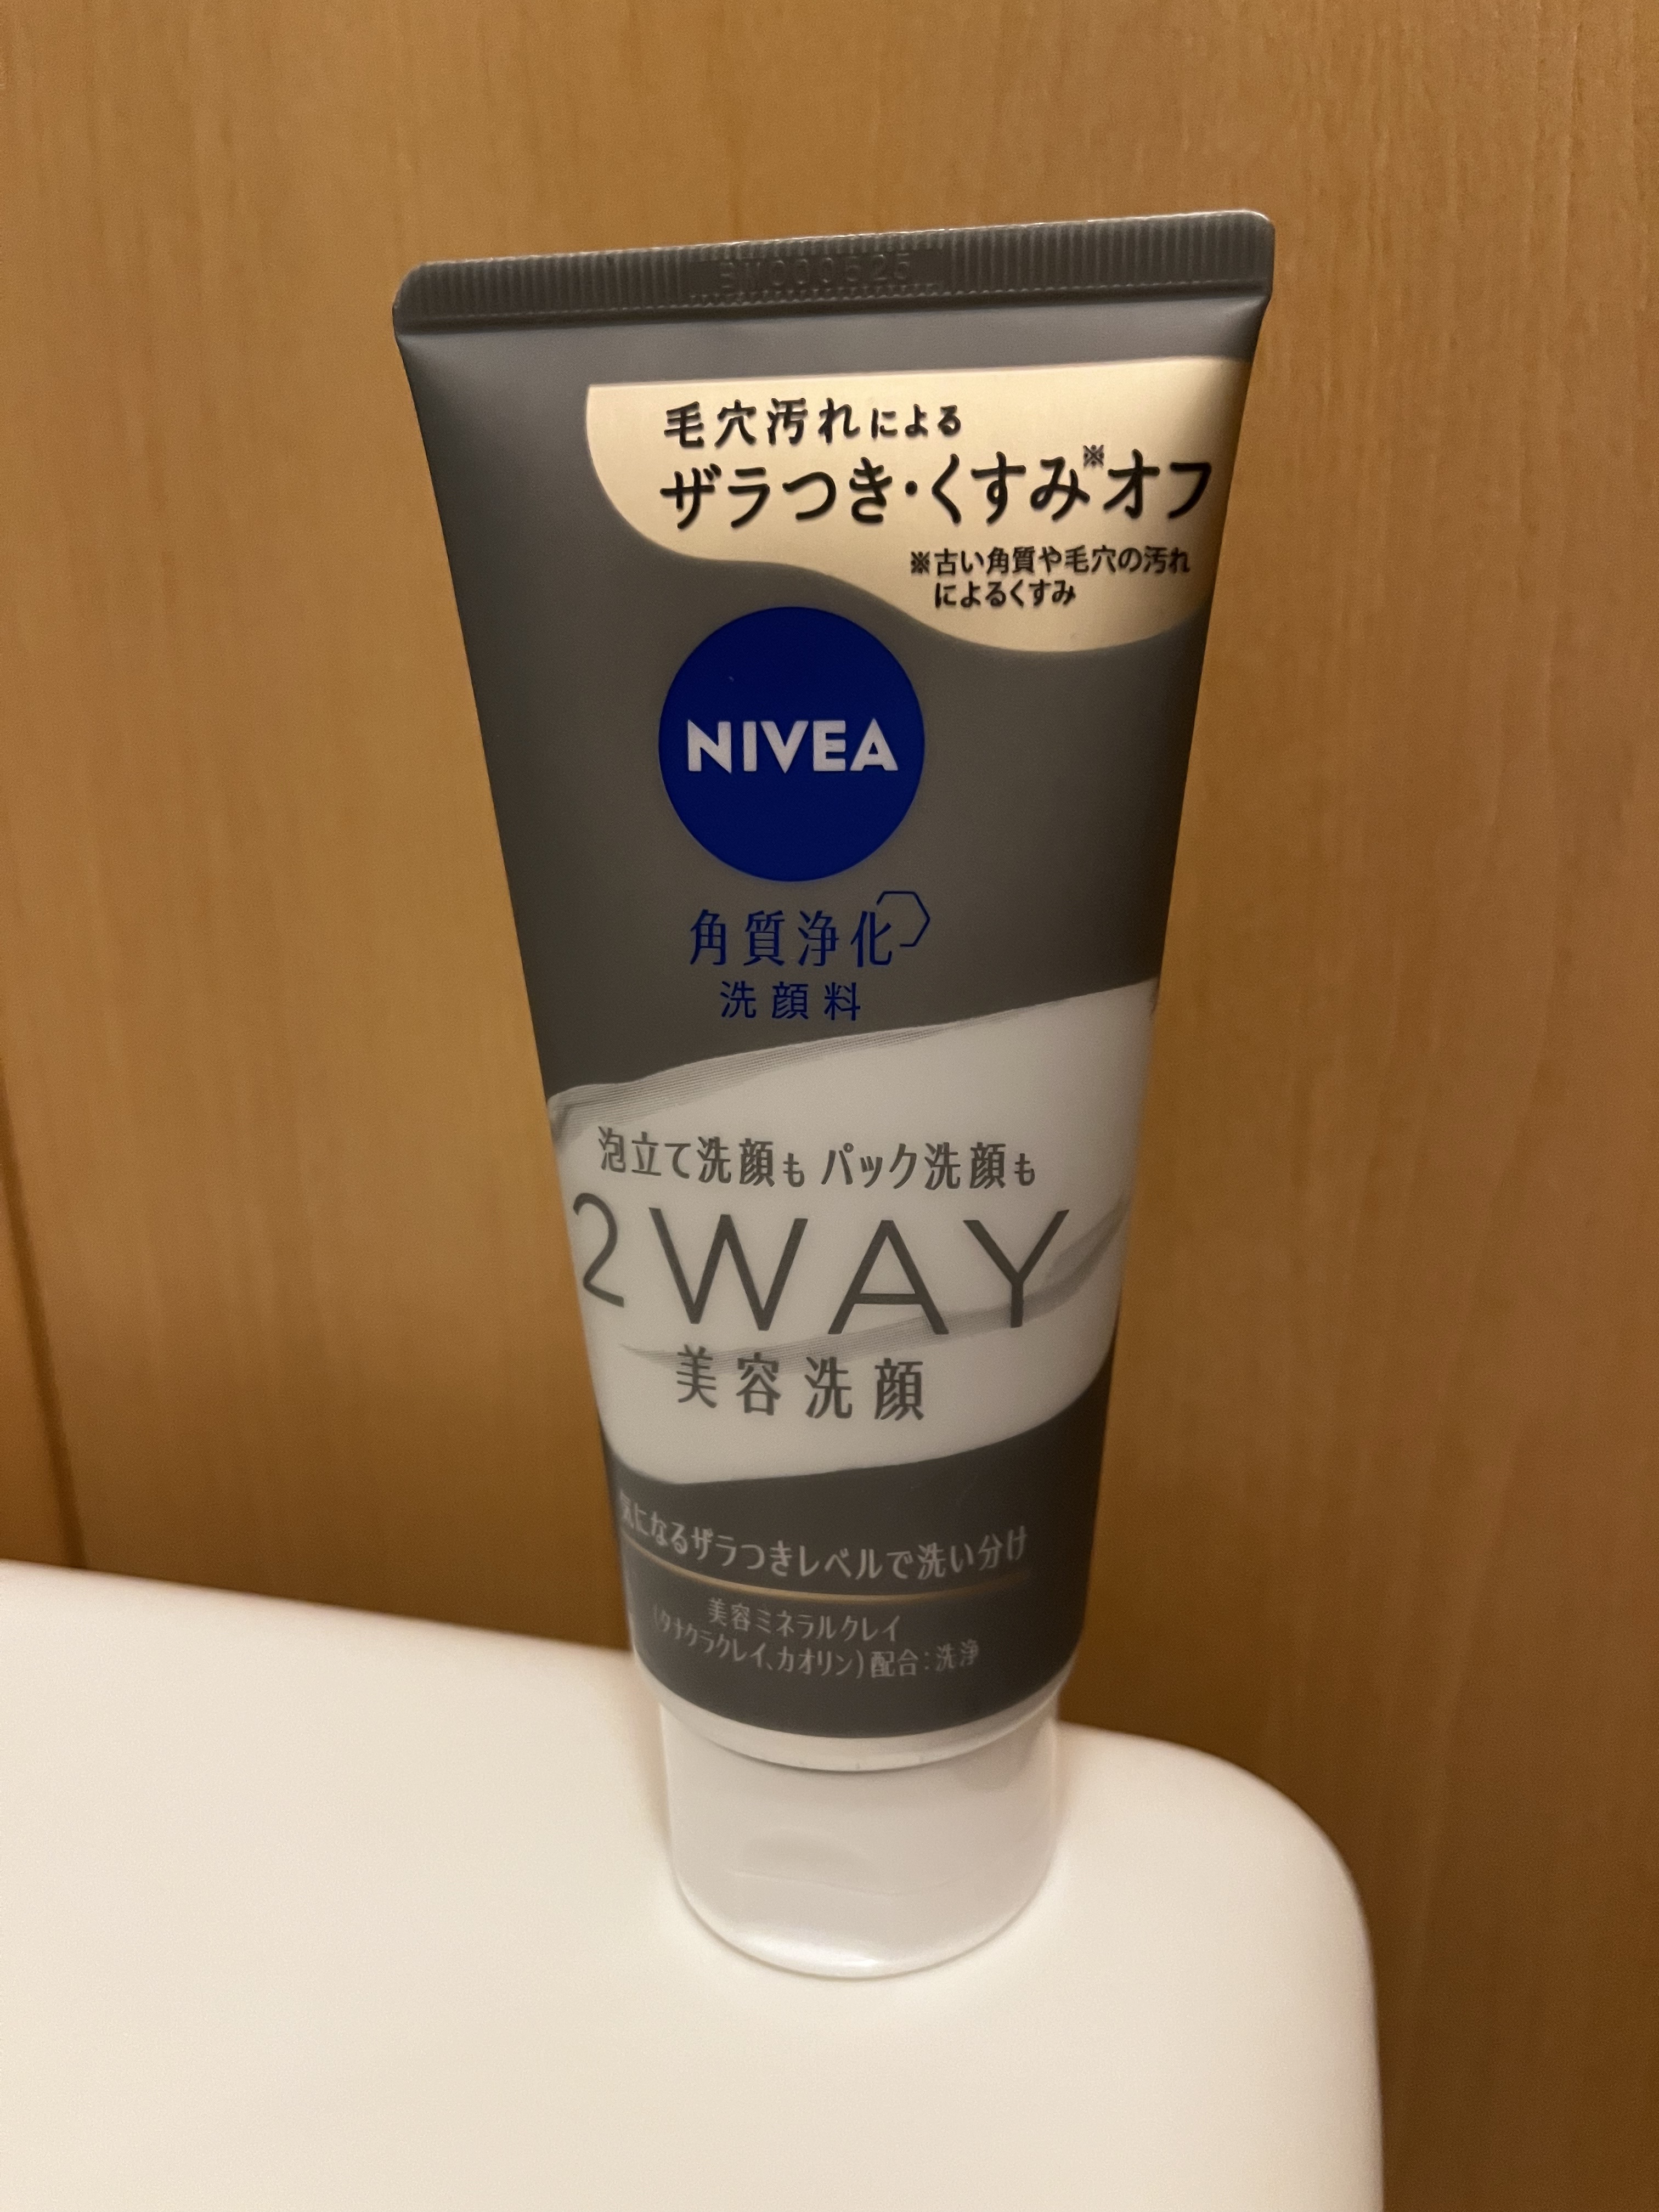 BM000525
毛穴汚れによる
ザラつき・くすみ※オフ
※古い角質や毛穴の汚れ
によるくすみ
NIVEA
角質浄化
洗顔料
泡立て洗顔も パック洗顔も
2WAY
美容洗顔
気になるザラつきレベルで洗い分け
美容ミネラルクレイ
(タナクラクレイ、カオリン)配合:洗浄